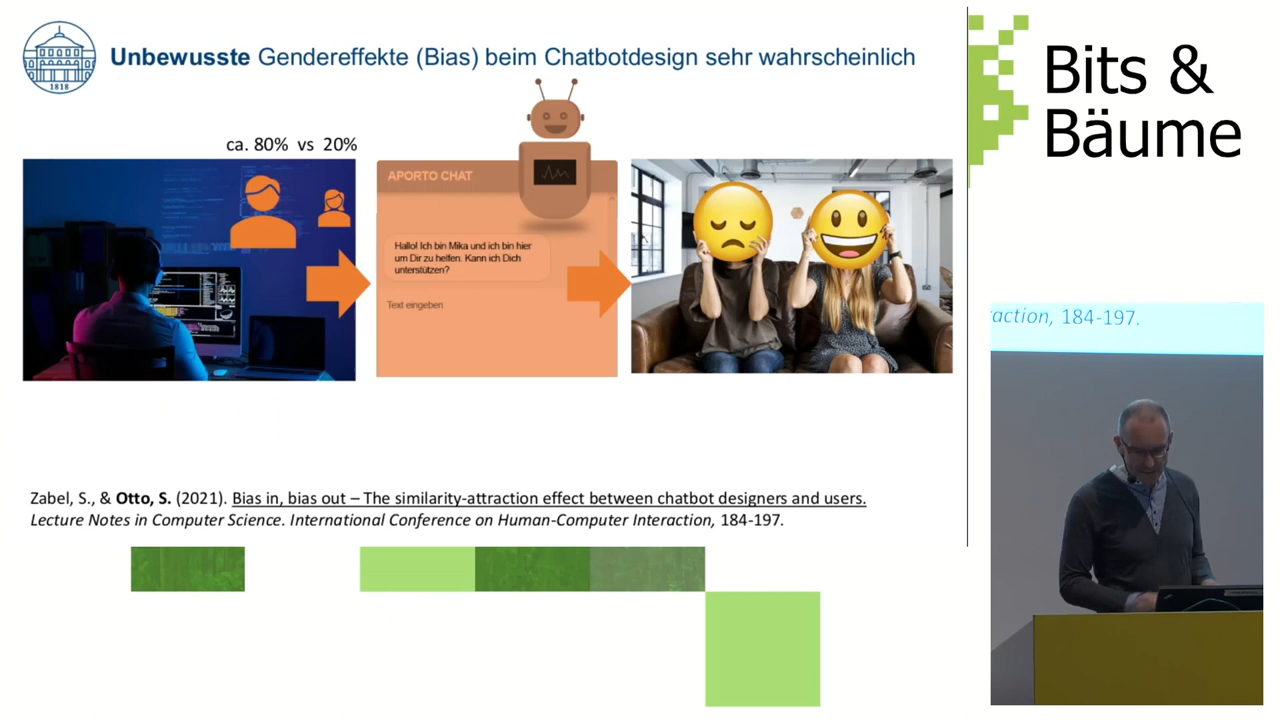 Unbewusste Gendereffekte (Bias) beim Chatbotdesign sehr wahrscheinlich
1818
ca. 80% vs 20%
APORTO CHAT
Hallo! Ich bin Mika und ich bin hier
um Dir zu helfen. Kann ich Dich
unterstützen?
Text eingeben
Zabel, S., & Otto, S. (2021). Bias in, bias out – The similarity-attraction effect between chatbot designers and users.
Lecture Notes in Computer Science. International Conference on Human-Computer Interaction, 184-197.
Bits &
Bäume
raction, 184-197.